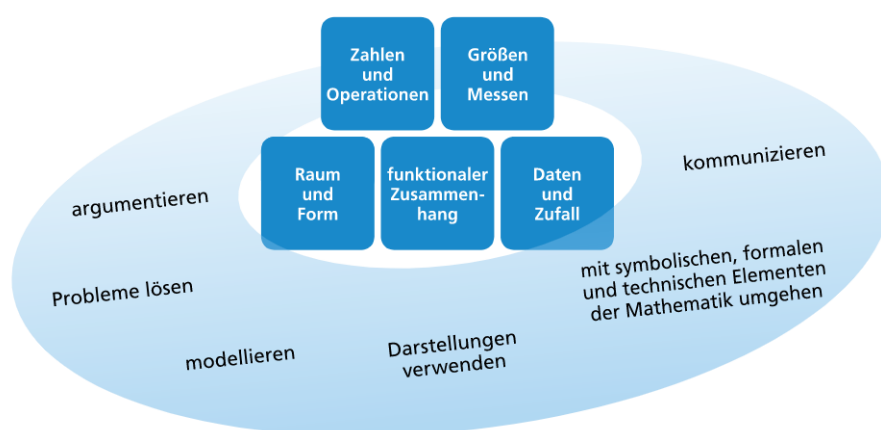 Zahlen
und
Operationen
Größen
und
Messen
Raum
und
Form
funktionaler
Zusammen-
hang
Daten
und
Zufall
argumentieren
Probleme lösen
modellieren
Darstellungen
verwenden
mit symbolischen, formalen
und technischen Elementen
der Mathematik umgehen
kommunizieren